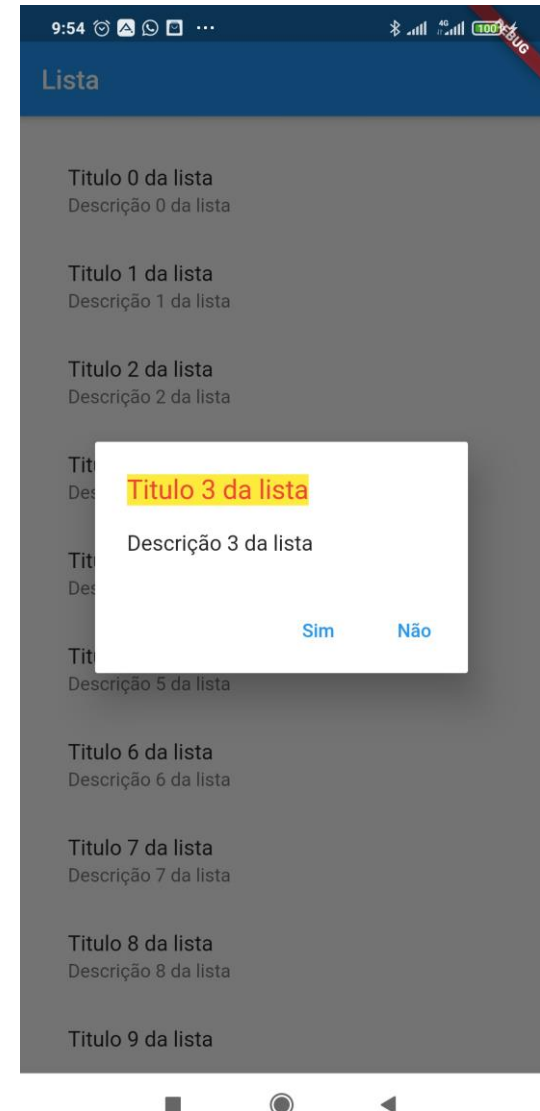 9:54
4G
100
DEBUG
Lista
Titulo 0 da lista
Descrição 0 da lista
Titulo 1 da lista
Descrição 1 da lista
Titulo 2 da lista
Descrição 2 da lista
Titulo 3 da lista
Descrição 3 da lista
Sim Não
Descrição 5 da lista
Titulo 6 da lista
Descrição 6 da lista
Titulo 7 da lista
Descrição 7 da lista
Titulo 8 da lista
Descrição 8 da lista
Titulo 9 da lista